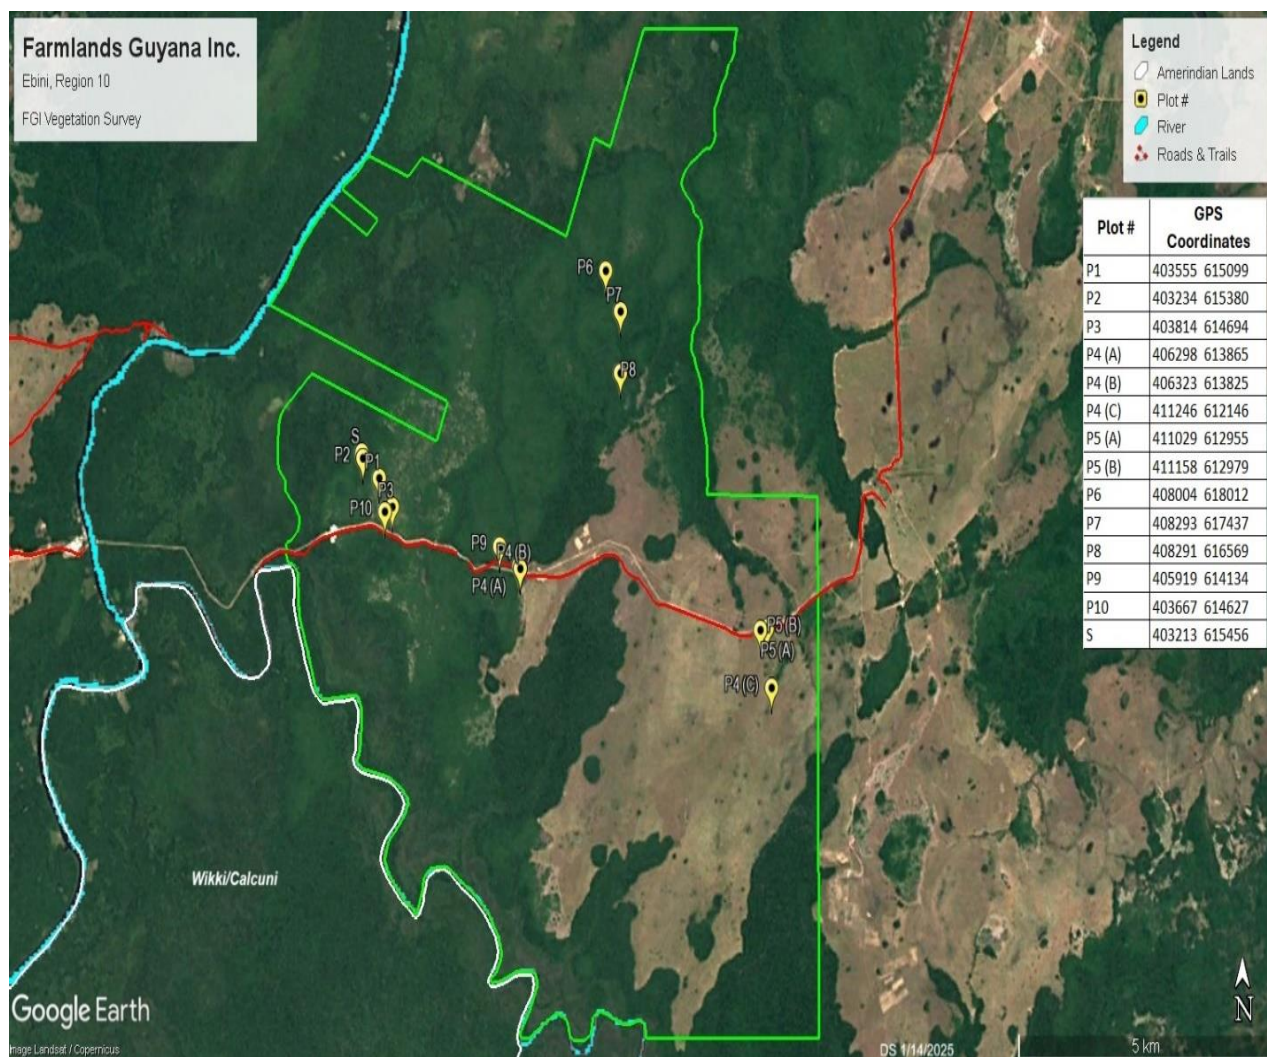 Farmlands Guyana Inc.
Ebini, Region 10
FGI Vegetation Survey
Legend
Amerindian Lands
Plot #
River
Roads & Trails
Plot # GPS Coordinates
P1 403555 615099
P2 403234 615380
P3 403814 614694
P4 (A) 406298 613865
P4 (B) 406323 613825
P4 (C) 411246 612146
P5 (A) 411029 612955
P5 (B) 411158 612979
P6 408004 618012
P7 408293 617437
P8 408291 616569
P9 405919 614134
P10 403667 614627
S 403213 615456
P6
P7
P8
S
P2
P1
P3
P10
P9
P4 (B)
P4 (A)
P5 (B)
P5 (A)
P4 (C)
Wikki/Calcuni
Google Earth
Image Landsat / Copernicus
DS 1/14/2025
5 km
N